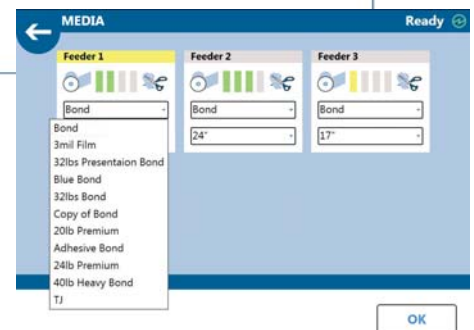 MEDIA
Ready
Feeder 1
Feeder 2
Feeder 3
Bond
Bond
Bond
24"
17"
Bond
3mil Film
32lbs Presentaion Bond
Blue Bond
32lbs Bond
Copy of Bond
20lb Premium
Adhesive Bond
24lb Premium
40lb Heavy Bond
TJ
OK